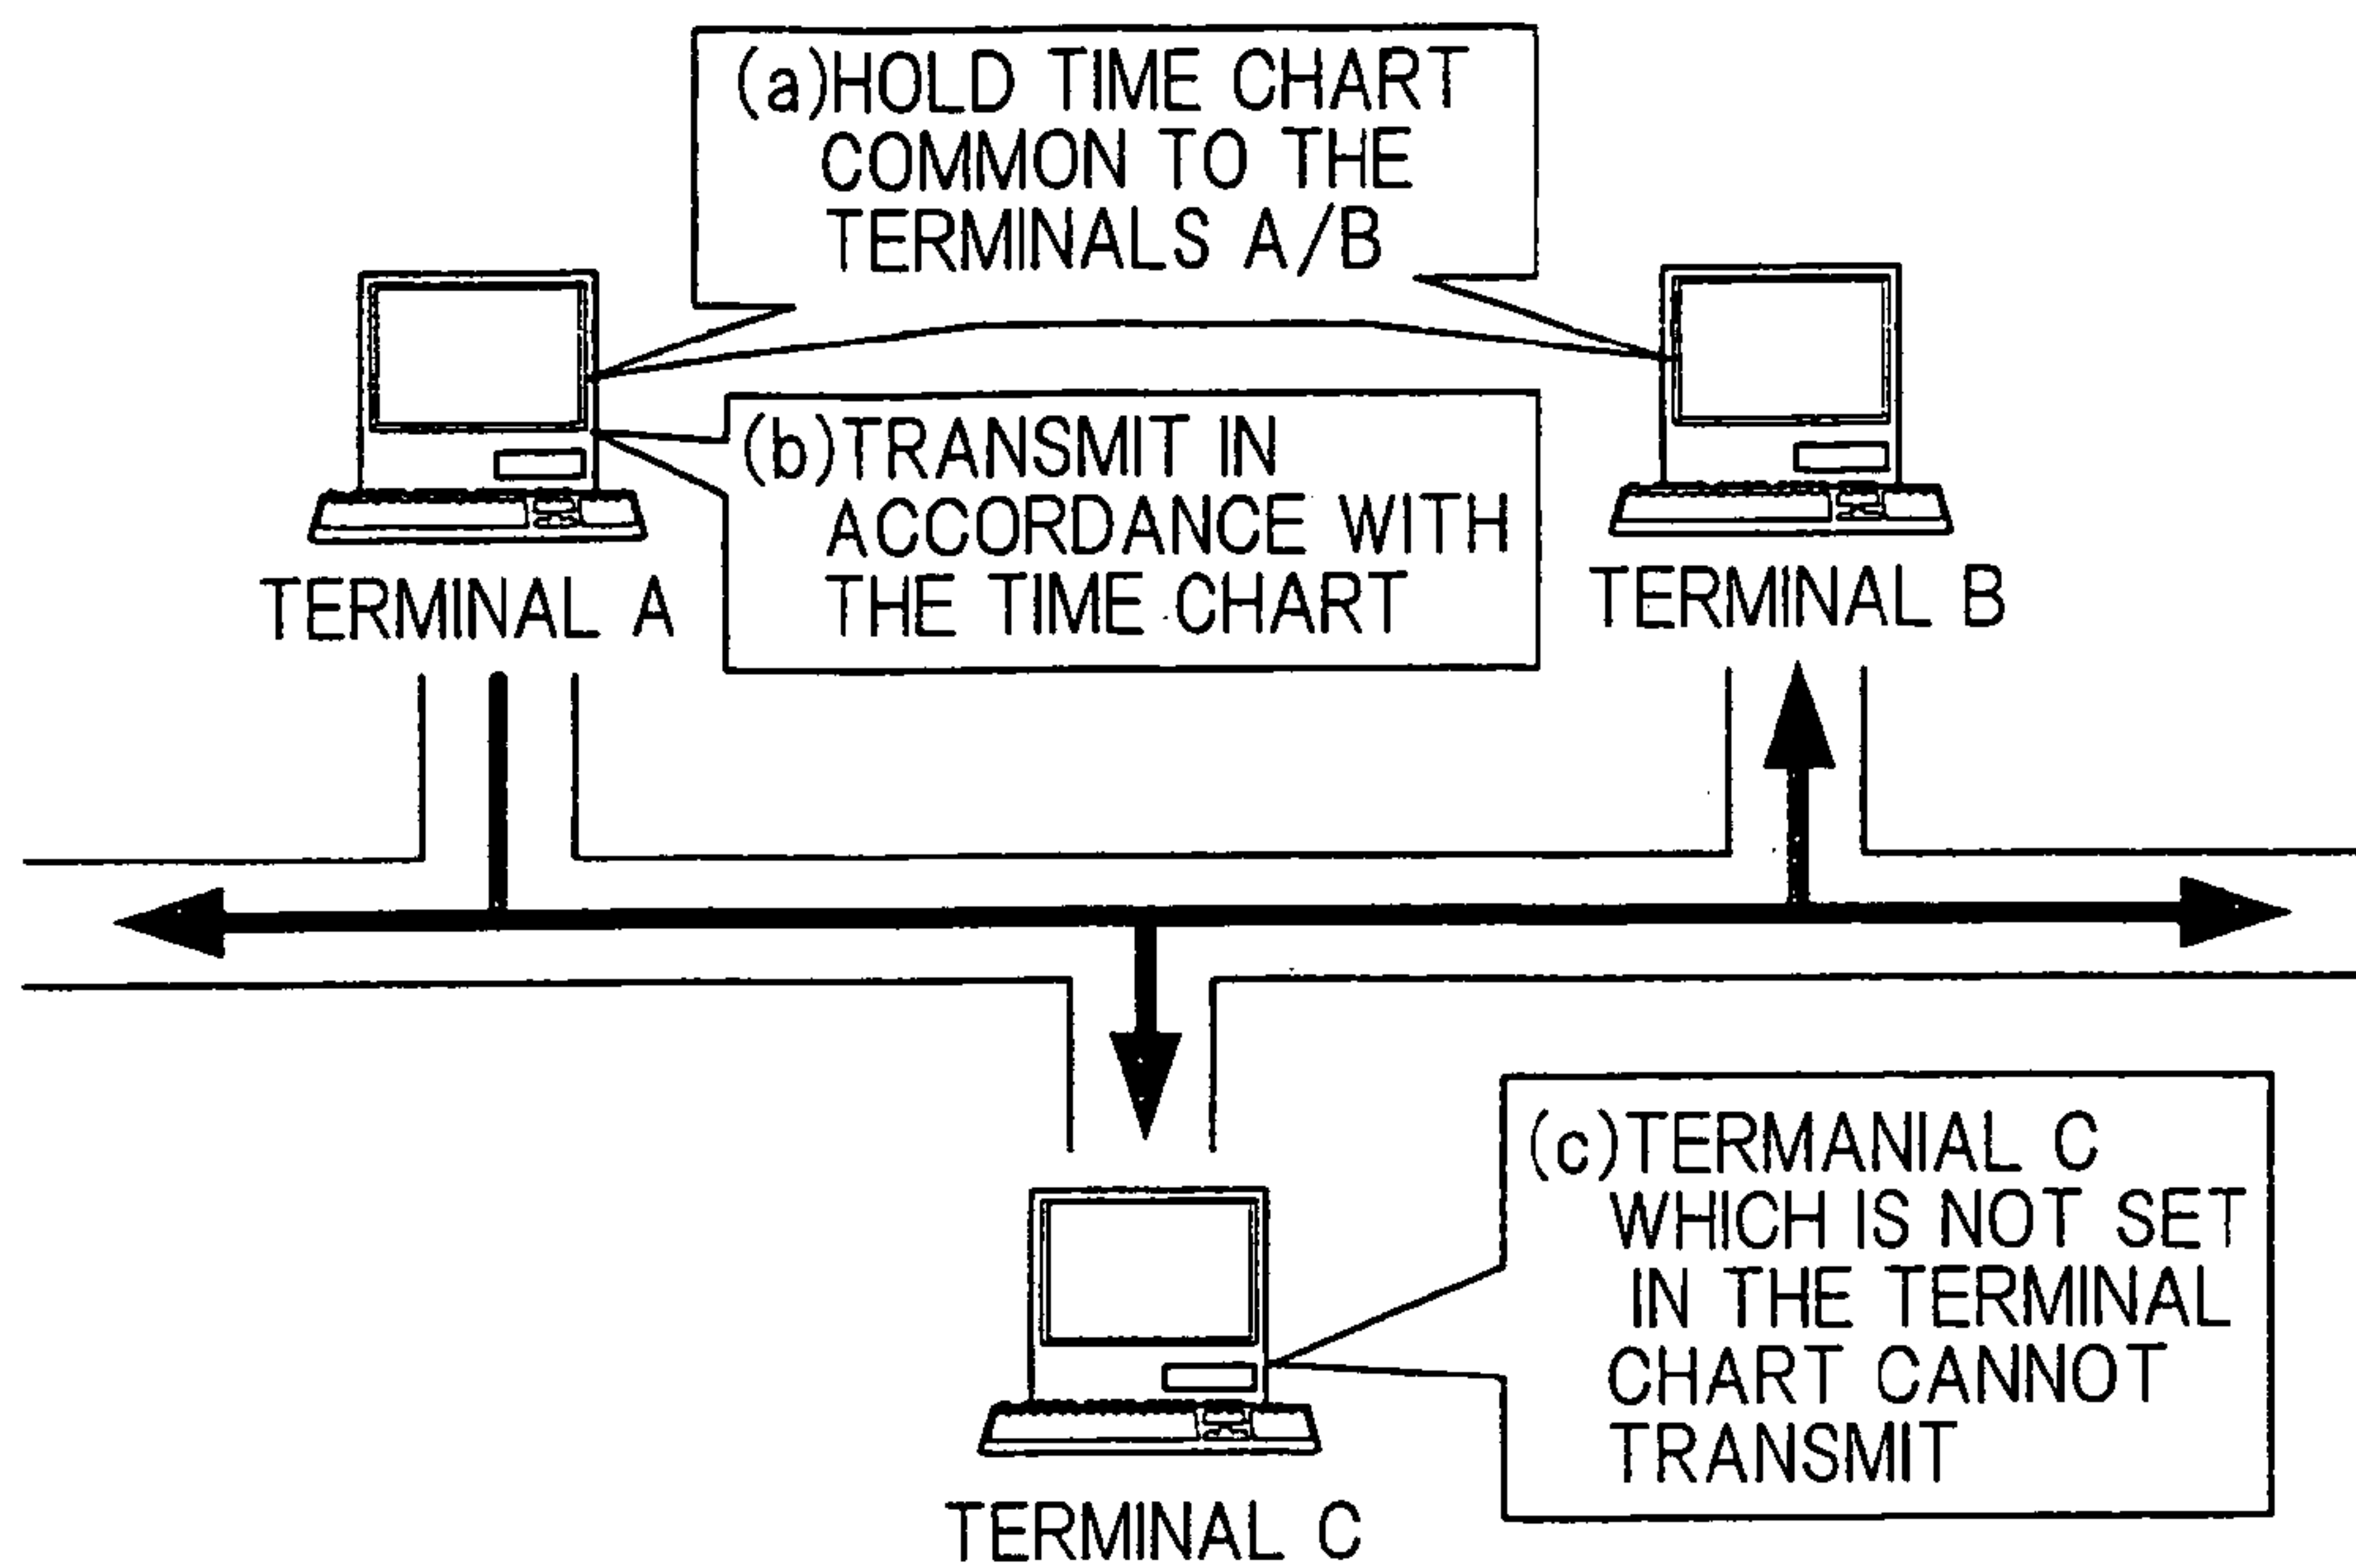 (a)HOLD TIME CHART
COMMON TO THE
TERMINALS A/B
(b)TRANSMIT IN
ACCORDANCE WITH
THE TIME CHART
TERMINAL A
TERMINAL B
(c)TERMANIAL C
WHICH IS NOT SET
IN THE TERMINAL
CHART CANNOT
TRANSMIT
TERMINAL C